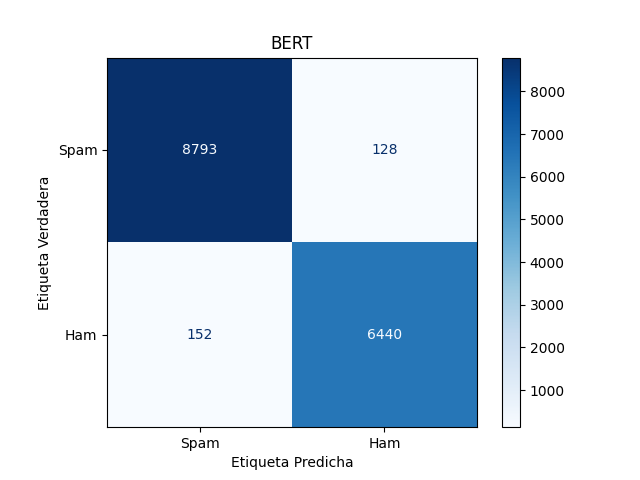 BERT
Etiqueta Verdadera
Spam
8793
128
Ham
152
6440
Spam
Ham
Etiqueta Predicha
8000
7000
6000
5000
4000
3000
2000
1000